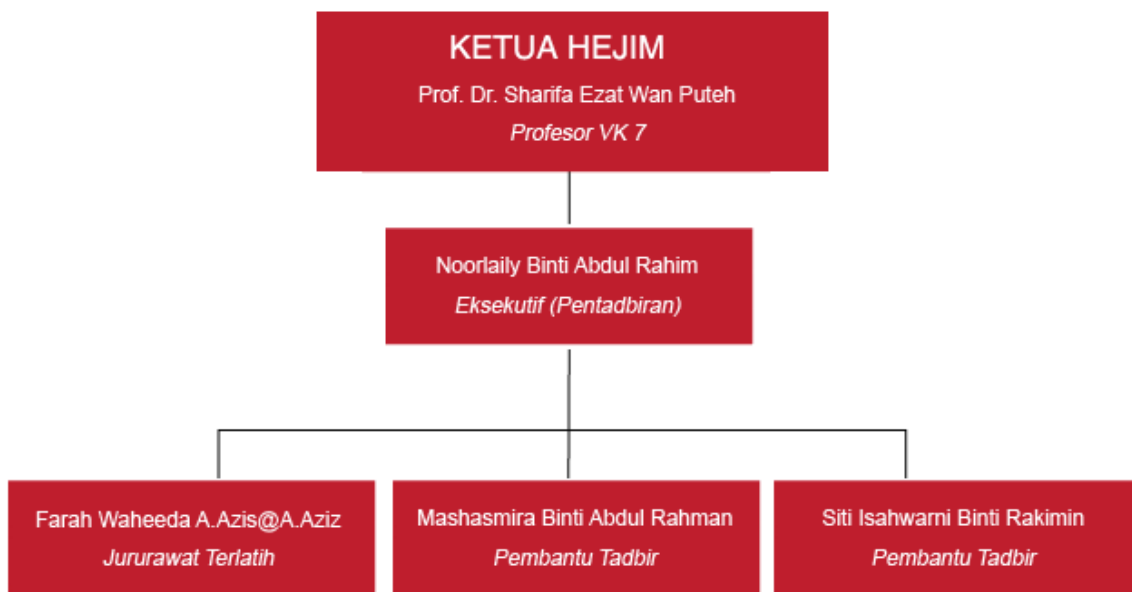 KETUA HEJIM
Prof. Dr. Sharifa Ezat Wan Puteh
Profesor VK 7
Noorlaily Binti Abdul Rahim
Eksekutif (Pentadbiran)
Farah Waheeda A.Azis@A.Aziz
Jururawat Terlatih
Mashasmira Binti Abdul Rahman
Pembantu Tadbir
Siti Isahwarni Binti Rakimin
Pembantu Tadbir